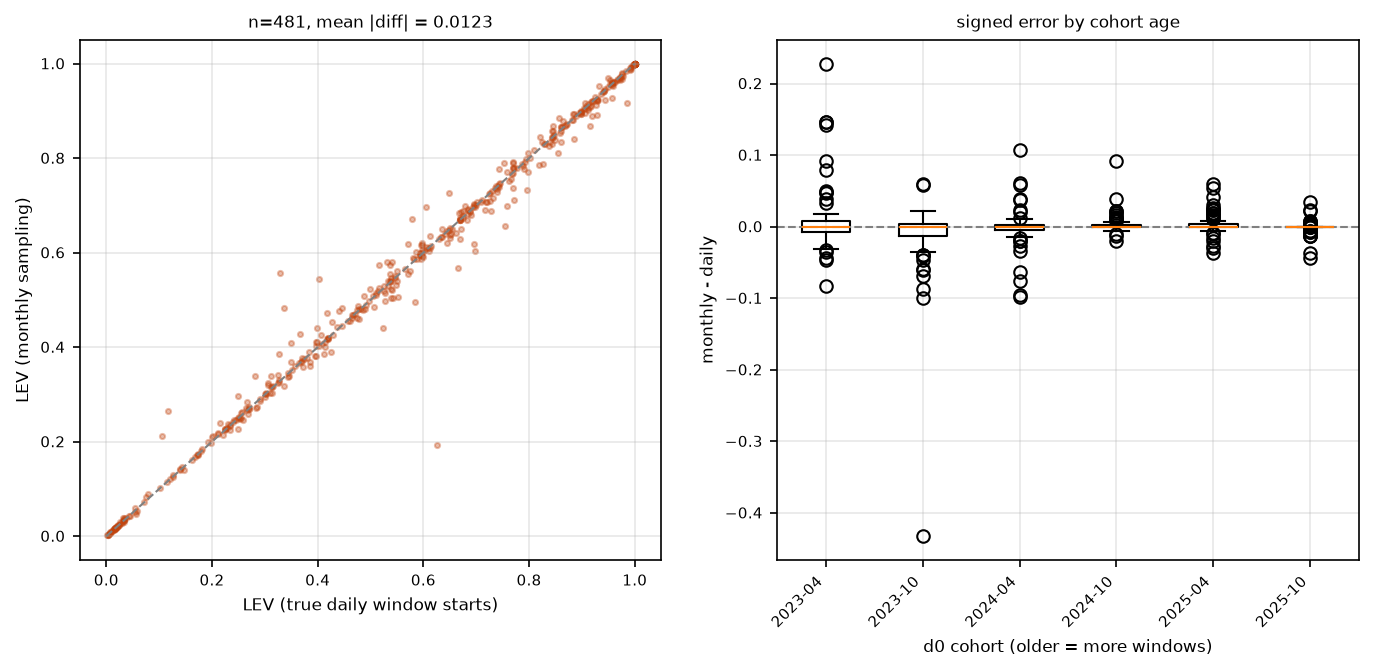 n=481, mean |diff| = 0.0123
LEV (monthly sampling)
1.0
0.8
0.6
0.4
0.2
0.0
0.0 0.2 0.4 0.6 0.8 1.0
LEV (true daily window starts)
signed error by cohort age
monthly - daily
0.2
0.1
0.0
−0.1
−0.2
−0.3
−0.4
2023-04 2023-10 2024-04 2024-10 2025-04 2025-10
d0 cohort (older = more windows)